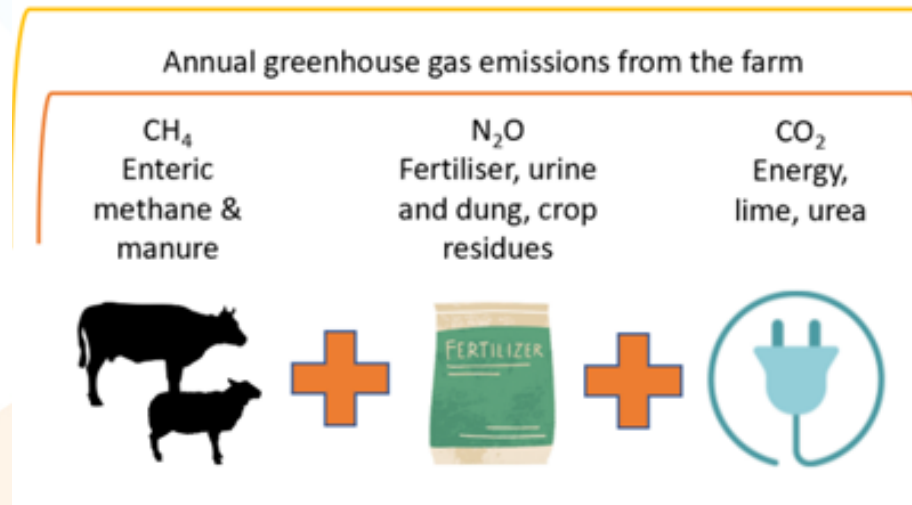 Annual greenhouse gas emissions from the farm
CH₄
Enteric
methane &
manure
N₂O
Fertiliser, urine
and dung, crop
residues
CO₂
Energy,
lime, urea
FERTILIZER